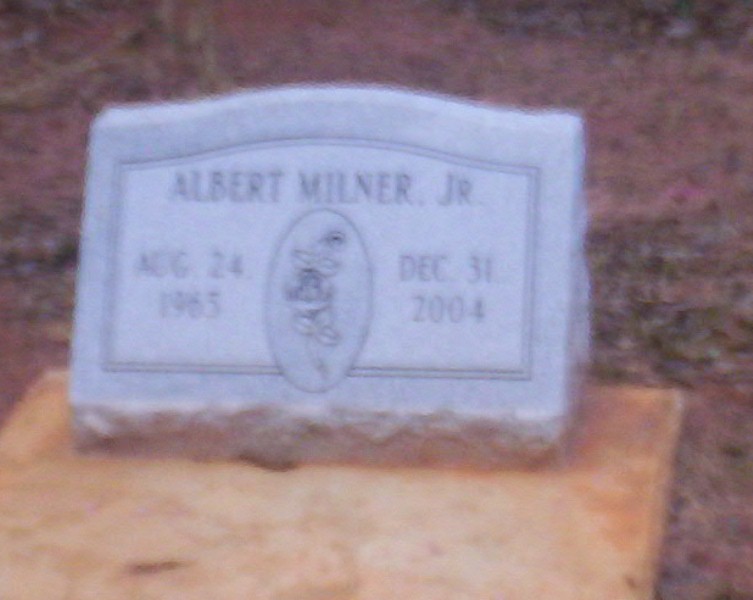 ALBERT MILNER, JR.
AUG. 24, 1965
DEC. 31, 2004